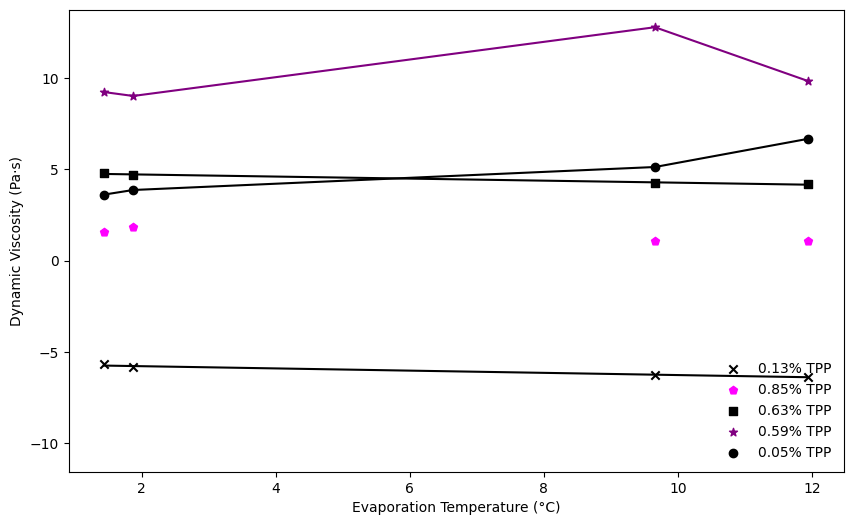 10
5
0
−5
−10
Dynamic Viscosity (Pa·s)
0.13% TPP
0.85% TPP
0.63% TPP
0.59% TPP
0.05% TPP
2 4 6 8 10 12
Evaporation Temperature (°C)